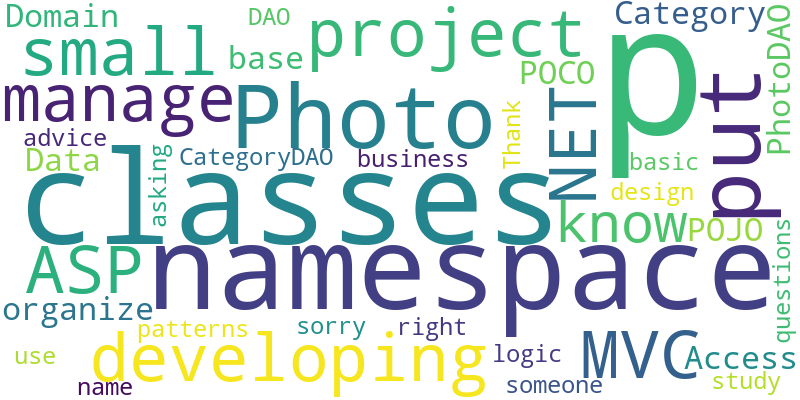 Domain
DAO
project
Category
small
base
p
PhotoDAO
POCO
manage
Photo
NET
put
advice
Data
asking
CategoryDAO
business
Thank
basic
classes
design
know
POJO
ASP
namespace
questions
organize
patterns
sorry
right
use
developing
logic
MVC
Access
name
someone
study